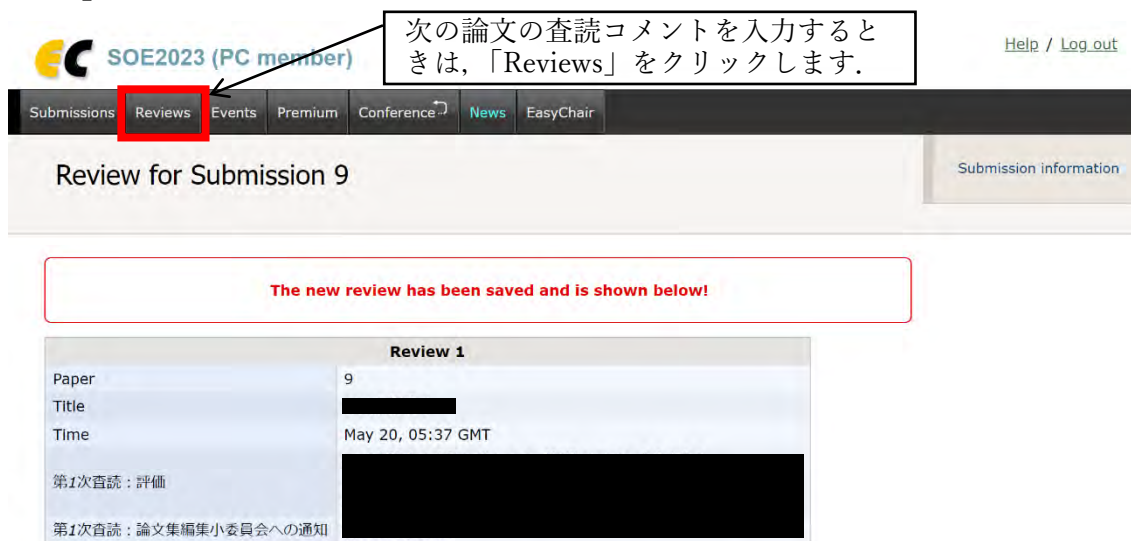 次の論文の査読コメントを入力すると
きは,「Reviews」をクリックします.
Help / Log out
EC SOE2023 (PC member)
Submissions Reviews Events Premium Conference News EasyChair
Review for Submission 9
Submission information
The new review has been saved and is shown below!
Review 1
Paper 9
Title
Time May 20, 05:37 GMT
第1次査読：評価
第1次査読：論文集編集小委員会への通知